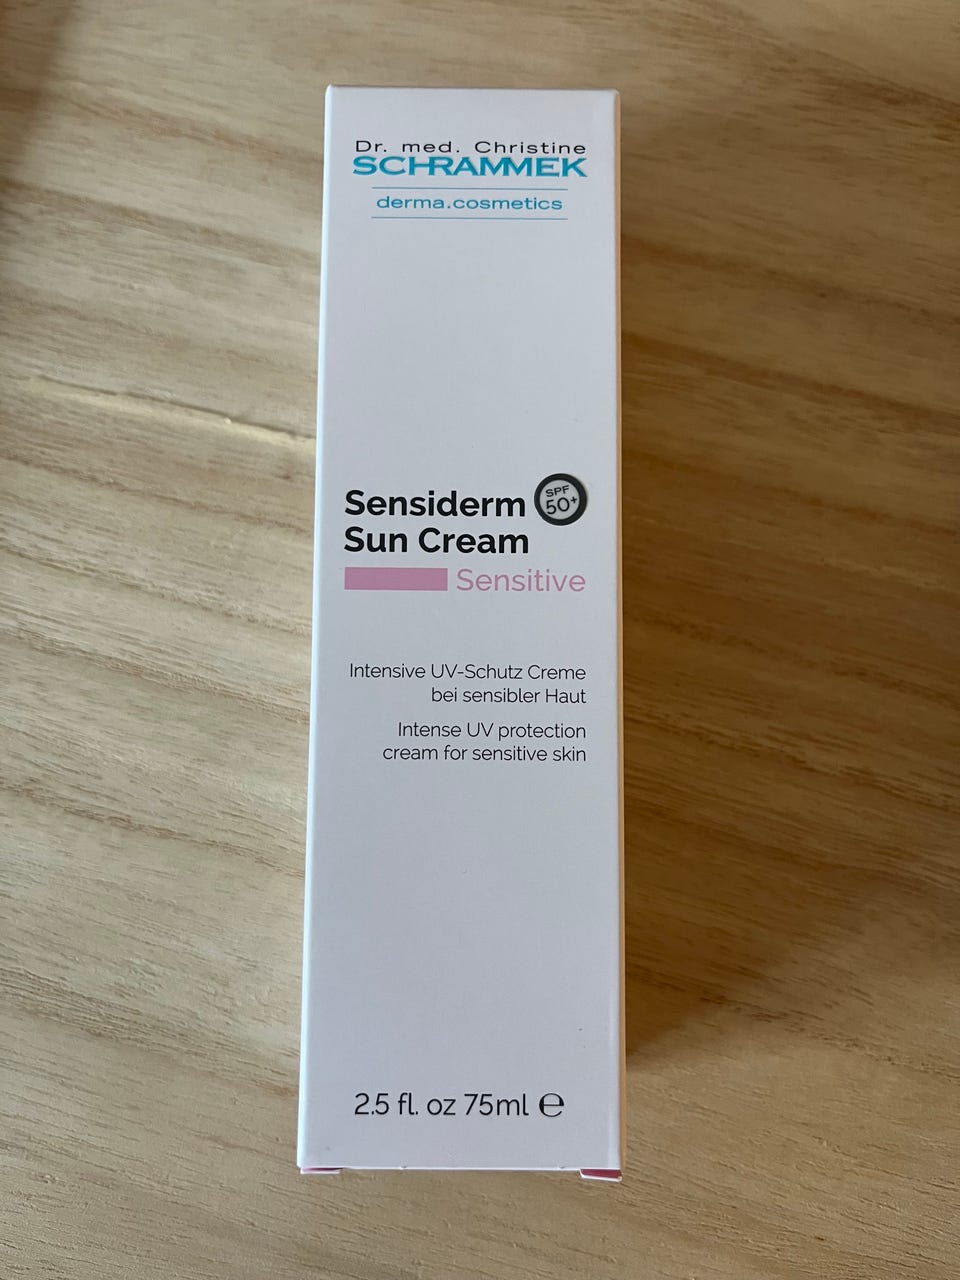 Dr. med. Christine
SCHRAMMEK
derma.cosmetics
Sensiderm
SPF
50+
Sun Cream
Sensitive
Intensive UV-Schutz Creme
bei sensibler Haut
Intense UV protection
cream for sensitive skin
2.5 fl. oz 75ml ℮